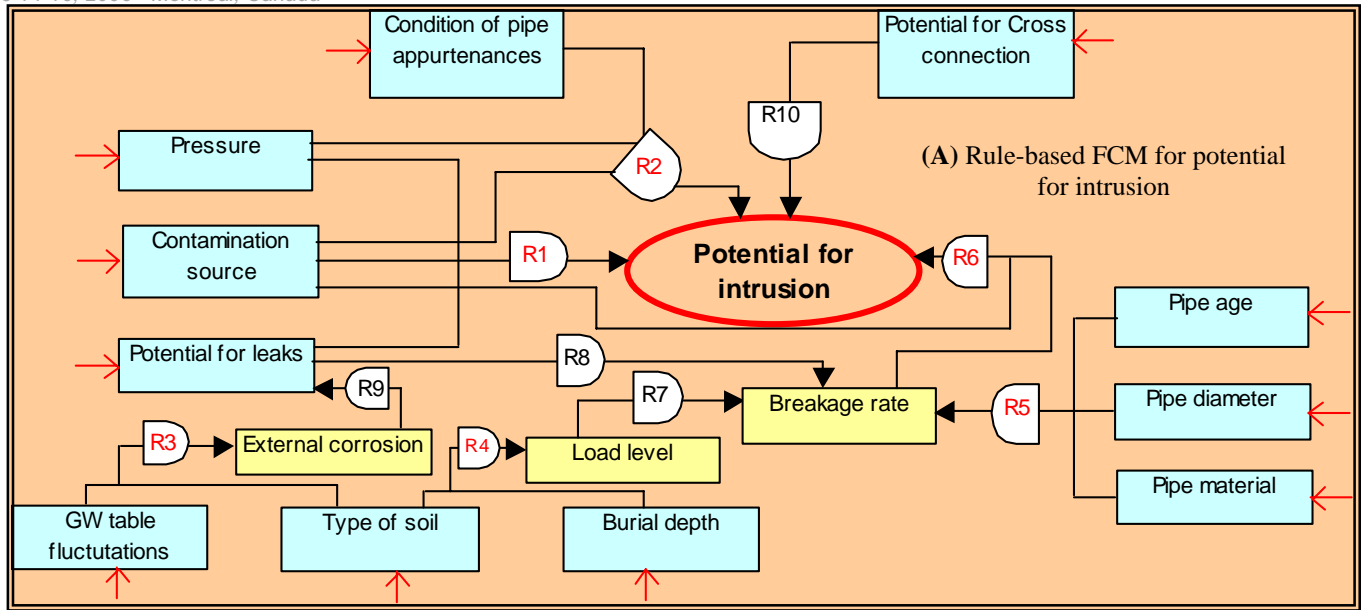 Condition of pipe
appurtenances
Potential for Cross
connection
R10
Pressure
R2
(A) Rule-based FCM for potential
for intrusion
Contamination
source
R1
Potential for
intrusion
R6
Pipe age
Potential for leaks
R8
R9
R7
Breakage rate
R5
Pipe diameter
R3
External corrosion
R4
Load level
Pipe material
GW table
fluctutations
Type of soil
Burial depth